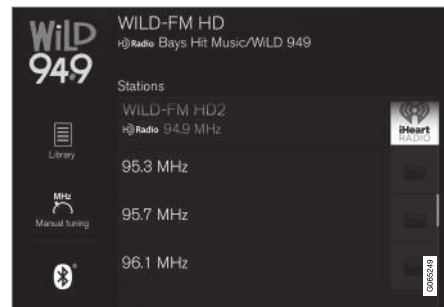 WiLD
94.9
WILD-FM HD
HD Radio Bays Hit Music/WiLD 949
Stations
WILD-FM HD2
HD Radio 94.9 MHz
iHeart
RADIO
Library
95.3 MHz
MHz
Manual tuning
95.7 MHz
96.1 MHz
G065249